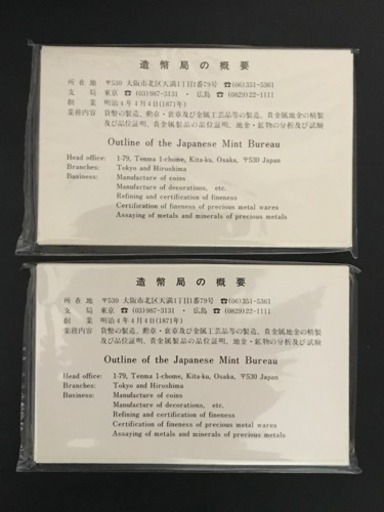 造幣局の概要
所在地 〒530 大阪市北区天満1丁目1番79号 ☎(06)351-5361
支局 東京 ☎(03)987-3131 ・ 広島 ☎(0829)22-1111
創業 明治4年4月4日(1871年)
業務内容 貨幣の製造、勲章・褒章及び金属工芸品等の製造、貴金属地金の精製
及び品位証明、貴金属製品の品位証明、地金・鉱物の分析及び試験
Outline of the Japanese Mint Bureau
Head office: 1-79, Tenma 1-chome, Kita-ku, Osaka, 〒530 Japan
Branches: Tokyo and Hiroshima
Business: Manufacture of coins
Manufacture of decorations, etc.
Refining and certification of fineness
Certification of fineness of precious metal wares
Assaying of metals and minerals of precious metals
造幣局の概要
所在地 〒530 大阪市北区天満1丁目1番79号 ☎(06)351-5361
支局 東京 ☎(03)987-3131 ・ 広島 ☎(0829)22-1111
創業 明治4年4月4日(1871年)
業務内容 貨幣の製造、勲章・褒章及び金属工芸品等の製造、貴金属地金の精製
及び品位証明、貴金属製品の品位証明、地金・鉱物の分析及び試験
Outline of the Japanese Mint Bureau
Head office: 1-79, Tenma 1-chome, Kita-ku, Osaka, 〒530 Japan
Branches: Tokyo and Hiroshima
Business: Manufacture of coins
Manufacture of decorations, etc.
Refining and certification of fineness
Certification of fineness of precious metal wares
Assaying of metals and minerals of precious metals